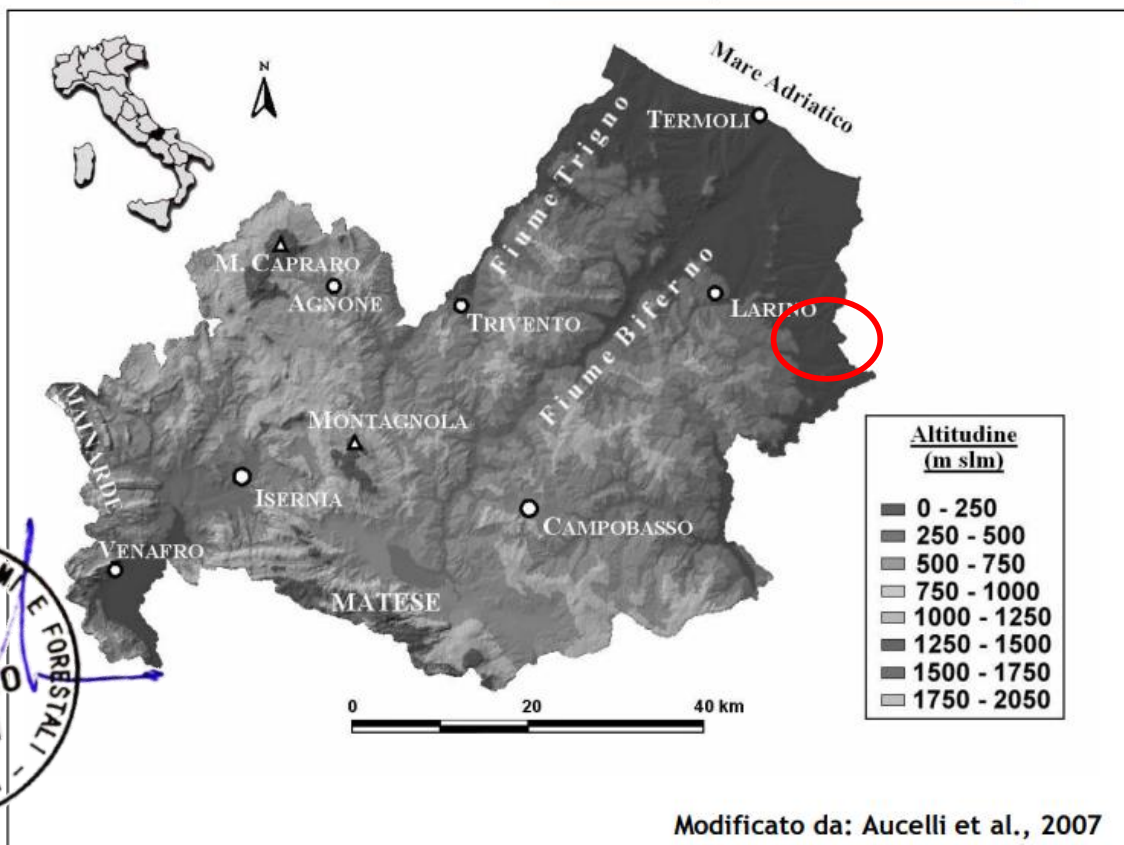 N
Mare Adriatico
TERMOLI
Fiume Trigno
M. CAPRARO
AGNONE
TRIVENTO
Fiume Biferno
LARINO
MAINARDE
MONTAGNOLA
ISERNIA
CAMPOBASSO
VENAFRO
MATESE
Altitudine
(m slm)
0 - 250
250 - 500
500 - 750
750 - 1000
1000 - 1250
1250 - 1500
1500 - 1750
1750 - 2050
0 20 40 km
E FORESTALI -
Modificato da: Aucelli et al., 2007